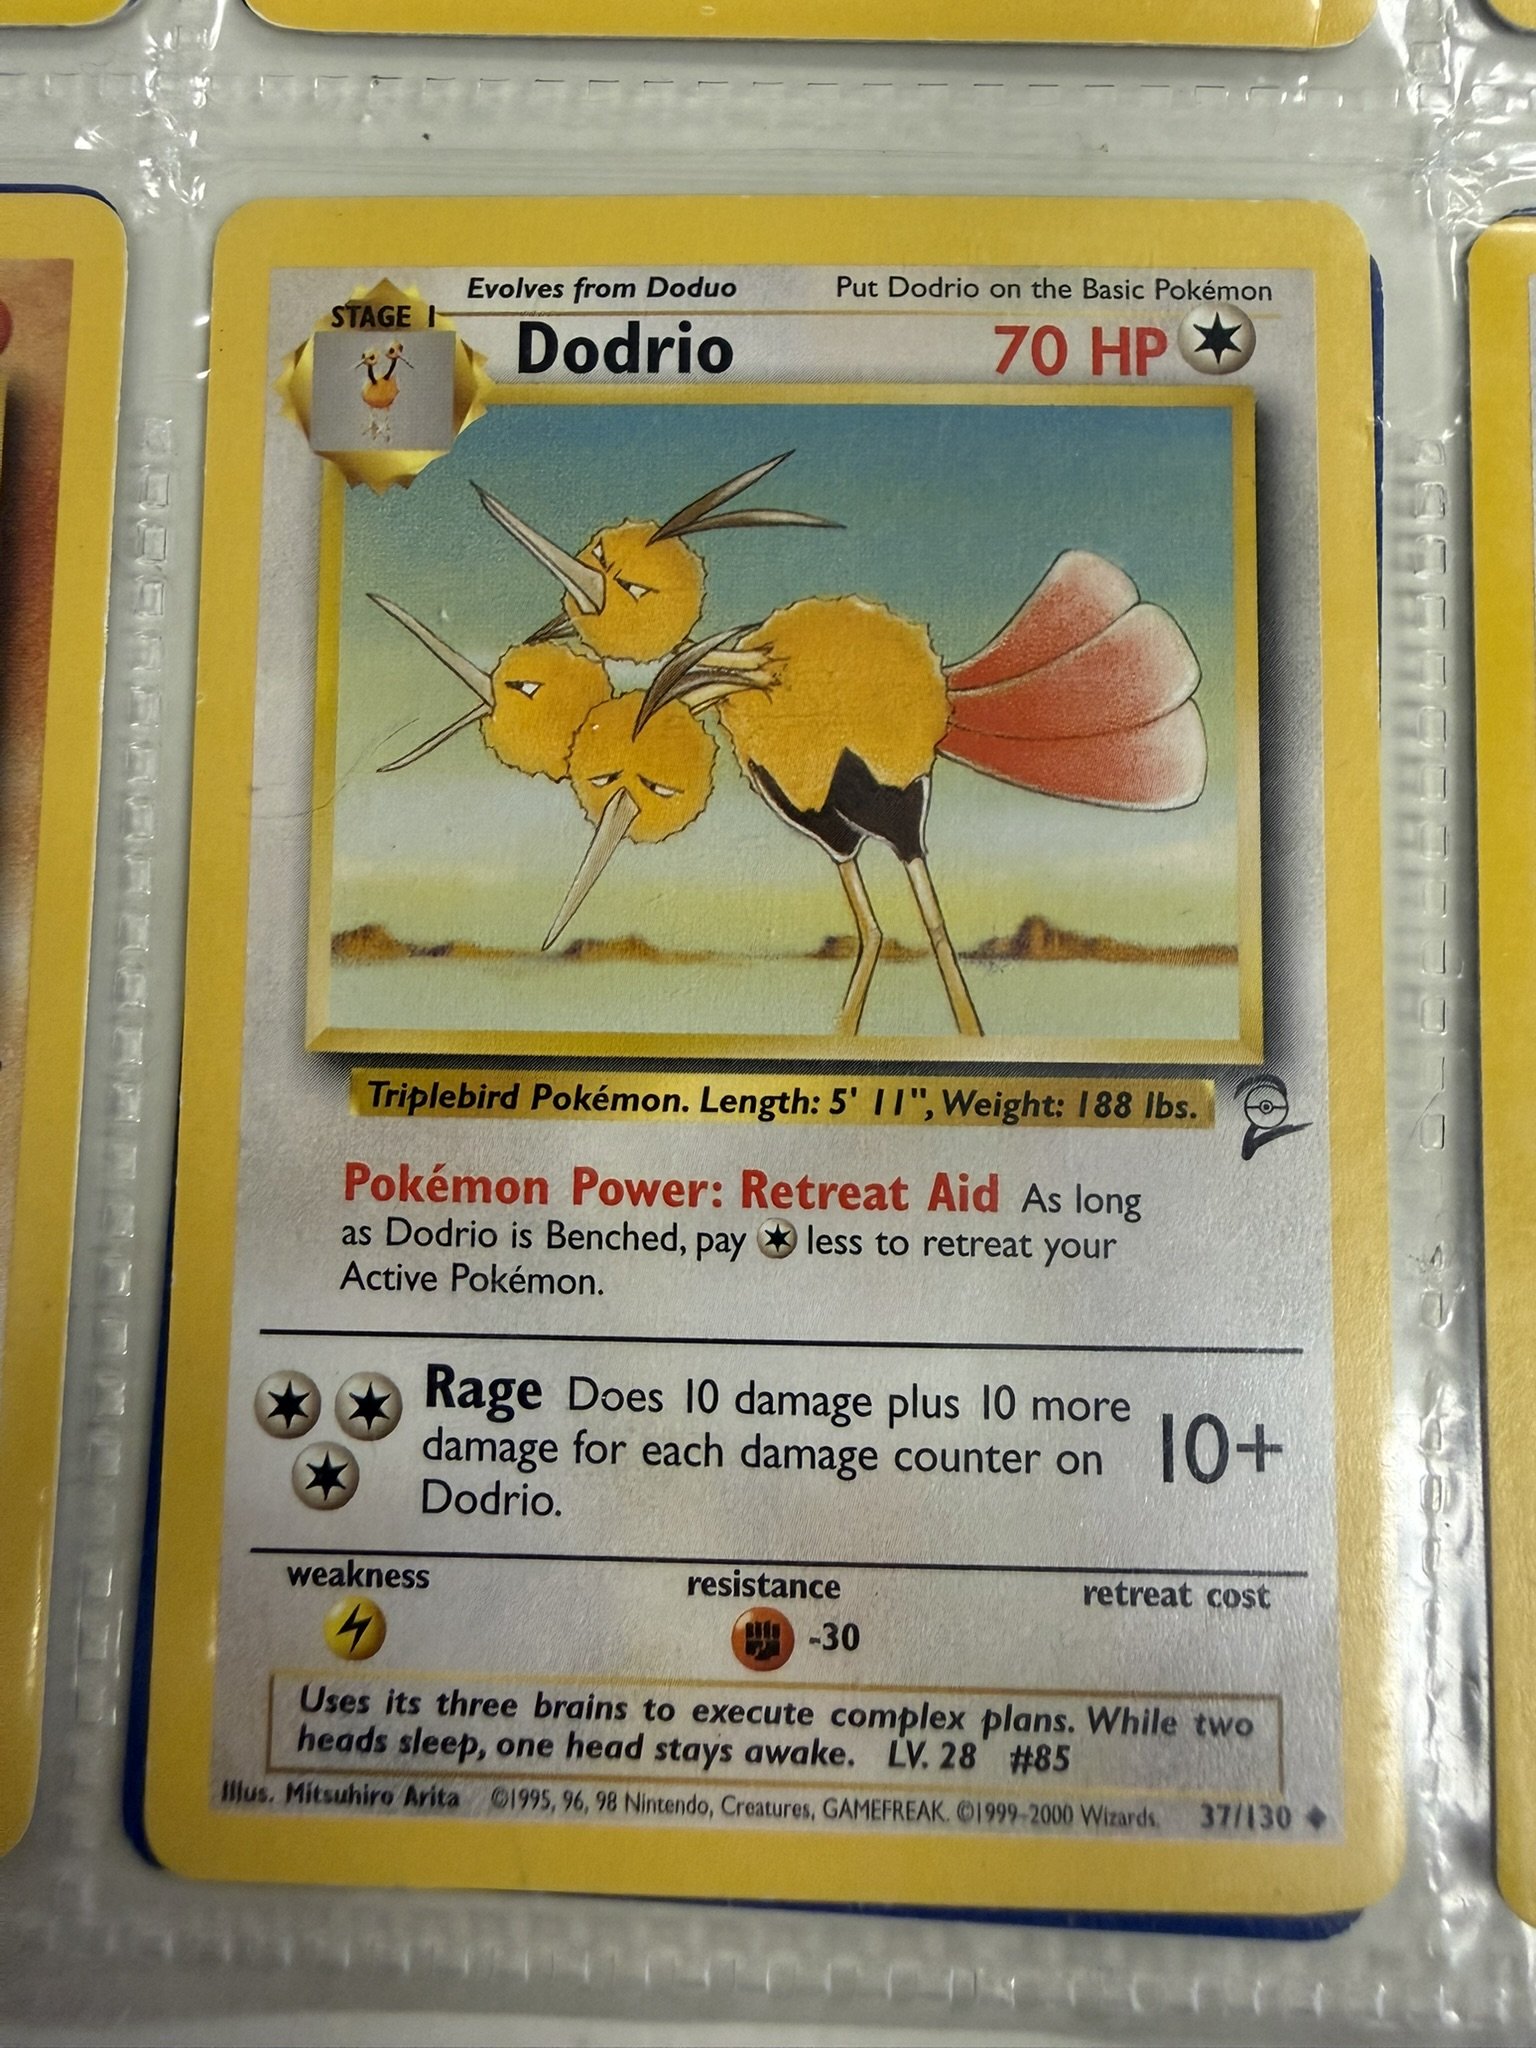 Evolves from Doduo Put Dodrio on the Basic Pokémon
STAGE 1
Dodrio 70 HP
Triplebird Pokémon. Length: 5' 11", Weight: 188 lbs.
Pokémon Power: Retreat Aid As long
as Dodrio is Benched, pay less to retreat your
Active Pokémon.
Rage Does 10 damage plus 10 more
damage for each damage counter on
Dodrio.
10+
weakness resistance retreat cost
-30
Uses its three brains to execute complex plans. While two
heads sleep, one head stays awake. LV. 28 #85
Illus. Mitsuhiro Arita ©1995, 96, 98 Nintendo, Creatures, GAMEFREAK. ©1999-2000 Wizards. 37/130